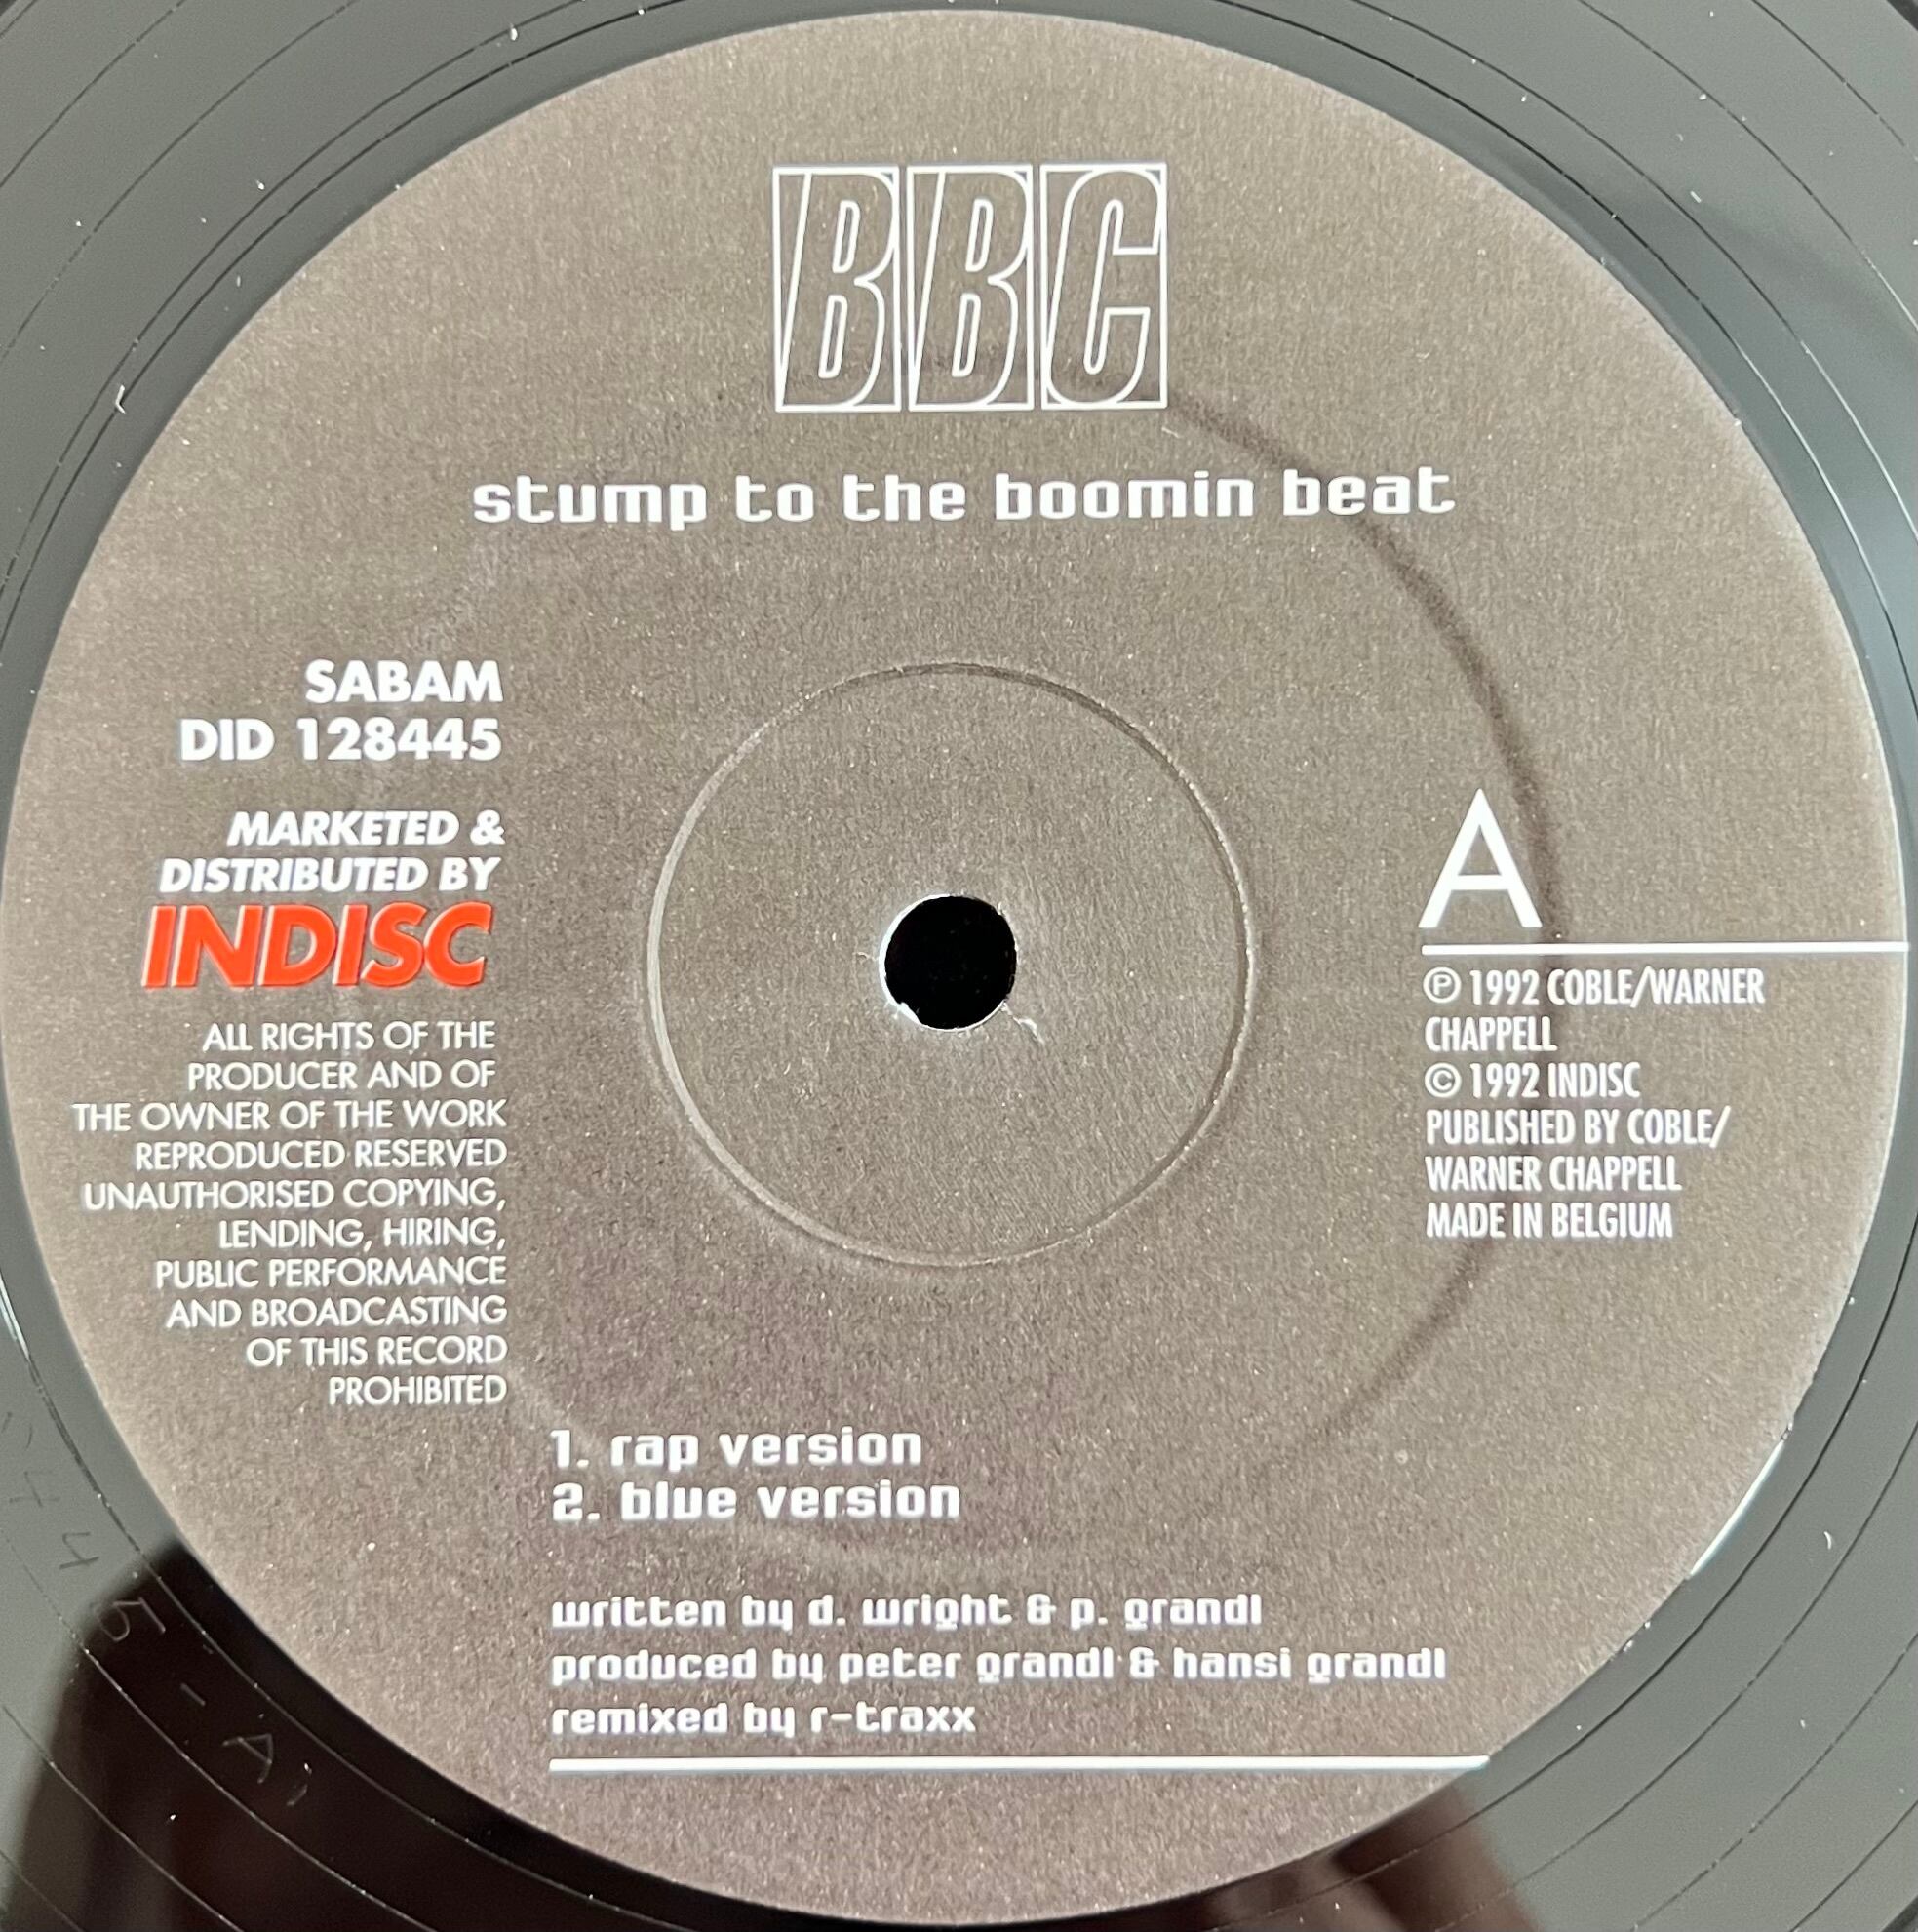 BBC
stump to the boomin beat
SABAM
DID 128445
MARKETED &
DISTRIBUTED BY
INDISC
ALL RIGHTS OF THE
PRODUCER AND OF
THE OWNER OF THE WORK
REPRODUCED RESERVED
UNAUTHORISED COPYING,
LENDING, HIRING,
PUBLIC PERFORMANCE
AND BROADCASTING
OF THIS RECORD
PROHIBITED
A
℗ 1992 COBLE/WARNER
CHAPPELL
© 1992 INDISC
PUBLISHED BY COBLE/
WARNER CHAPPELL
MADE IN BELGIUM
1. rap version
2. blue version
written by d. wright & p. grandl
produced by peter grandl & hansi grandl
remixed by r-traxx